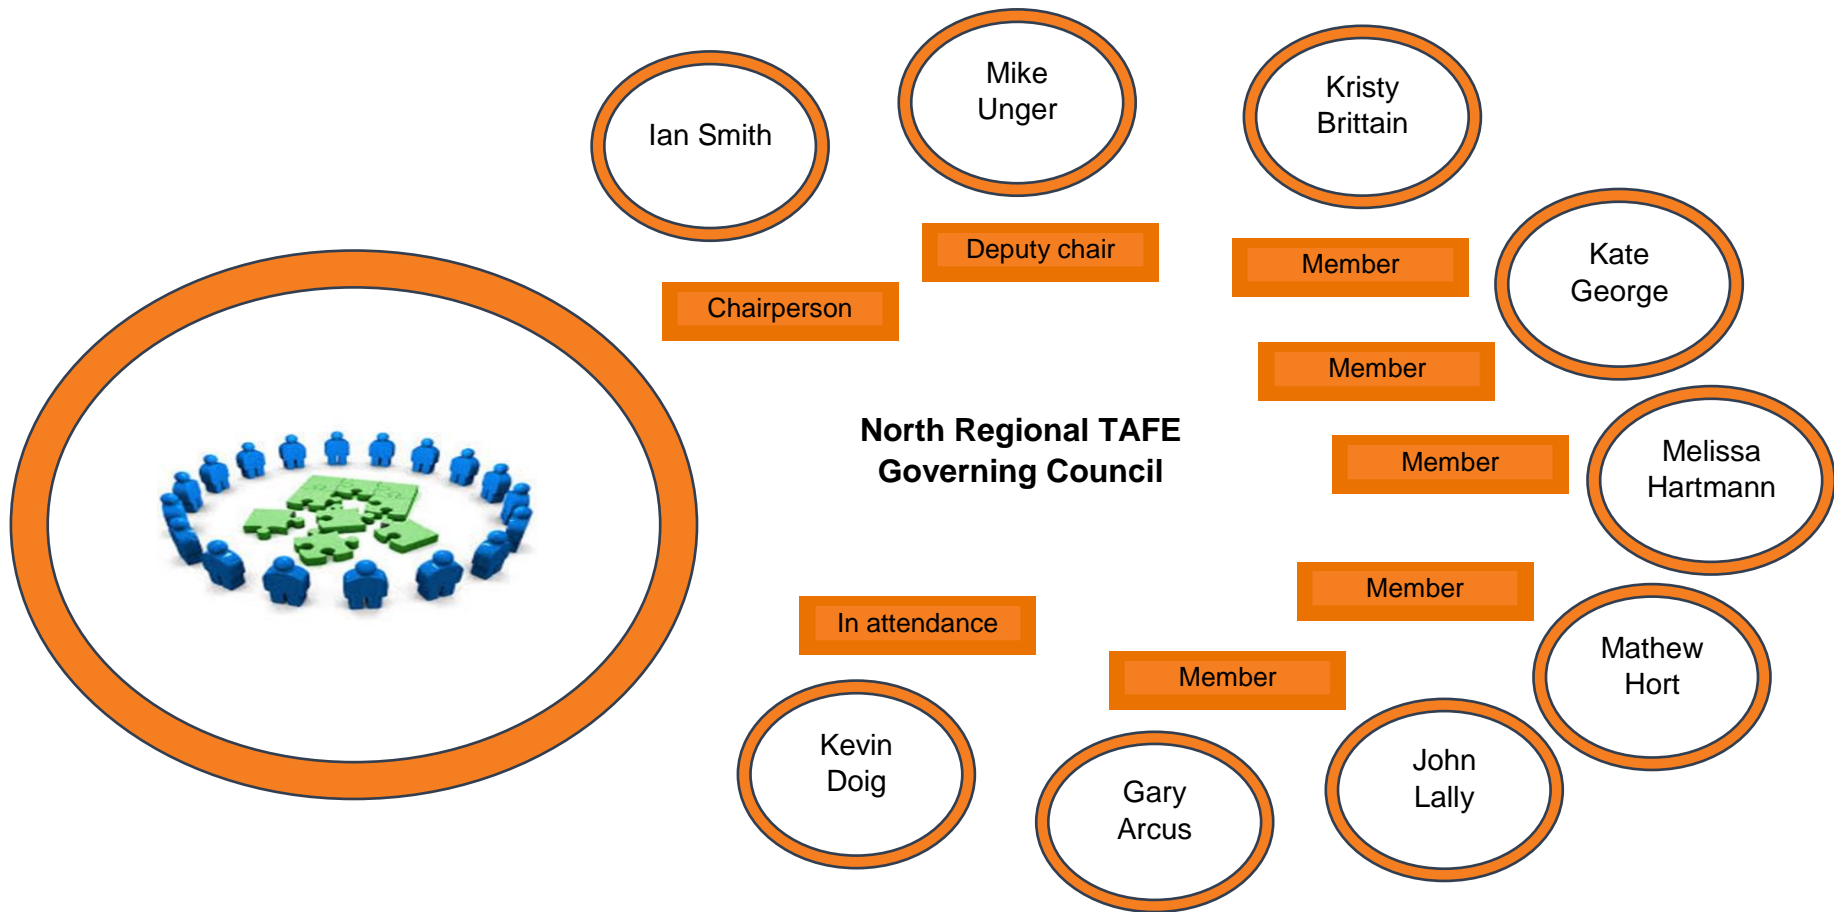 Ian Smith
Mike
Unger
Kristy
Brittain
Kate
George
Deputy chair
Member
Chairperson
Member
North Regional TAFE
Governing Council
Member
Melissa
Hartmann
Member
In attendance
Member
Mathew
Hort
Kevin
Doig
Gary
Arcus
John
Lally